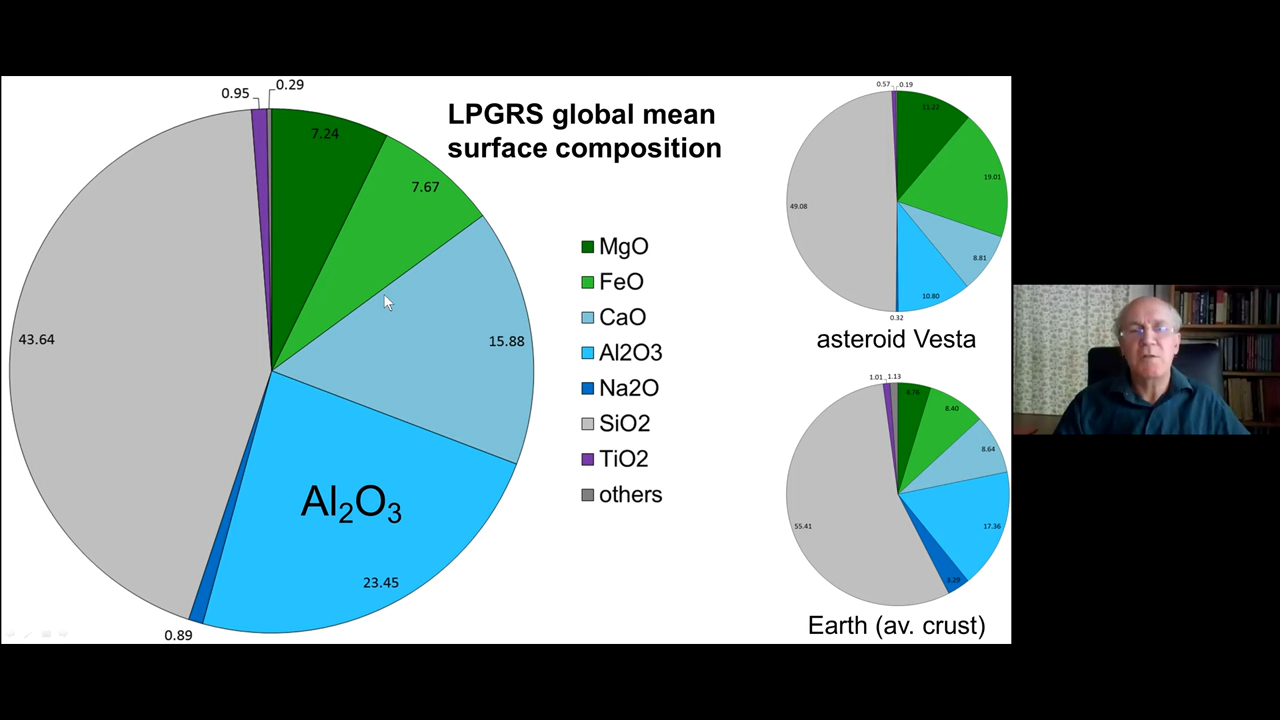 0.95
0.29
7.24
7.67
15.88
23.45
0.89
43.64
Al₂O₃
LPGRS global mean
surface composition
MgO
FeO
CaO
Al2O3
Na2O
SiO2
TiO2
others
0.57
0.19
11.22
19.01
8.81
10.80
0.32
49.08
asteroid Vesta
1.01
1.13
4.76
8.40
8.64
17.36
3.29
55.41
Earth (av. crust)